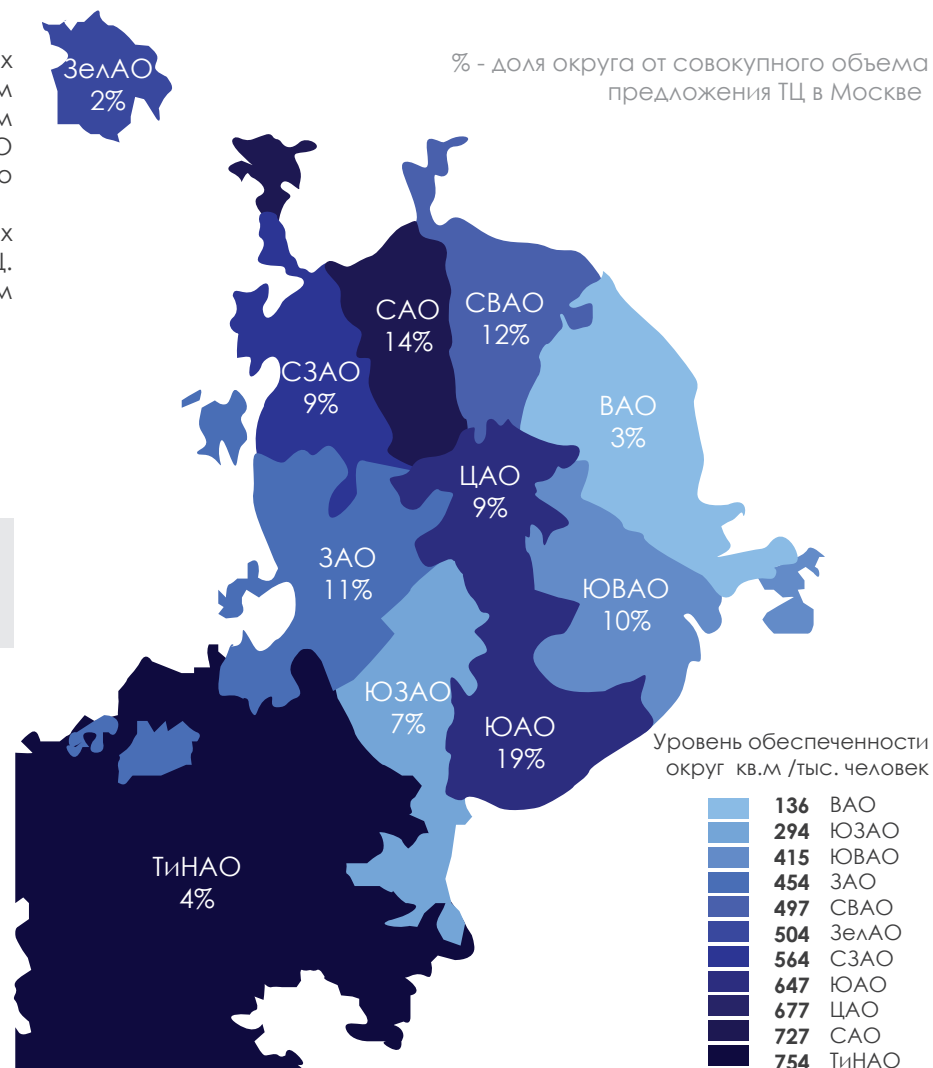 х
м
м
О
о
х
Ц.
м
% - доля округа от совокупного объема
предложения ТЦ в Москве
ЗелАО
2%
САО
14%
СВАО
12%
СЗАО
9%
ВАО
3%
ЦАО
9%
ЗАО
11%
ЮВАО
10%
ЮЗАО
7%
ЮАО
19%
ТиНАО
4%
Уровень обеспеченности
округ кв.м /тыс. человек
136 ВАО
294 ЮЗАО
415 ЮВАО
454 ЗАО
497 СВАО
504 ЗелАО
564 СЗАО
647 ЮАО
677 ЦАО
727 САО
754 ТиНАО